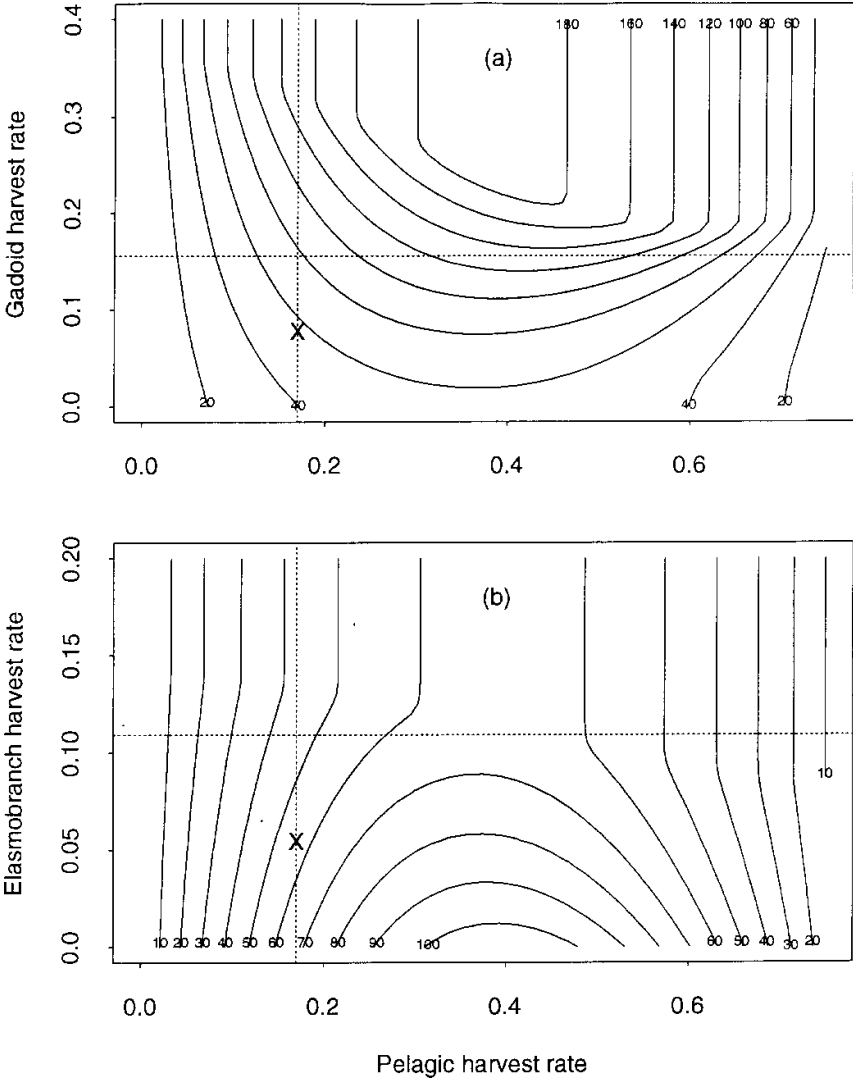 0.4
0.3
0.2
0.1
0.0
Gadoid harvest rate
(a)
180 160 140 120 100 80 60
X
20 40 40 20
0.0 0.2 0.4 0.6
0.20
0.15
0.10
0.05
0.0
Elasmobranch harvest rate
(b)
10
X
10 20 30 40 50 60 70 80 90 100 60 50 40 30 20
0.0 0.2 0.4 0.6
Pelagic harvest rate